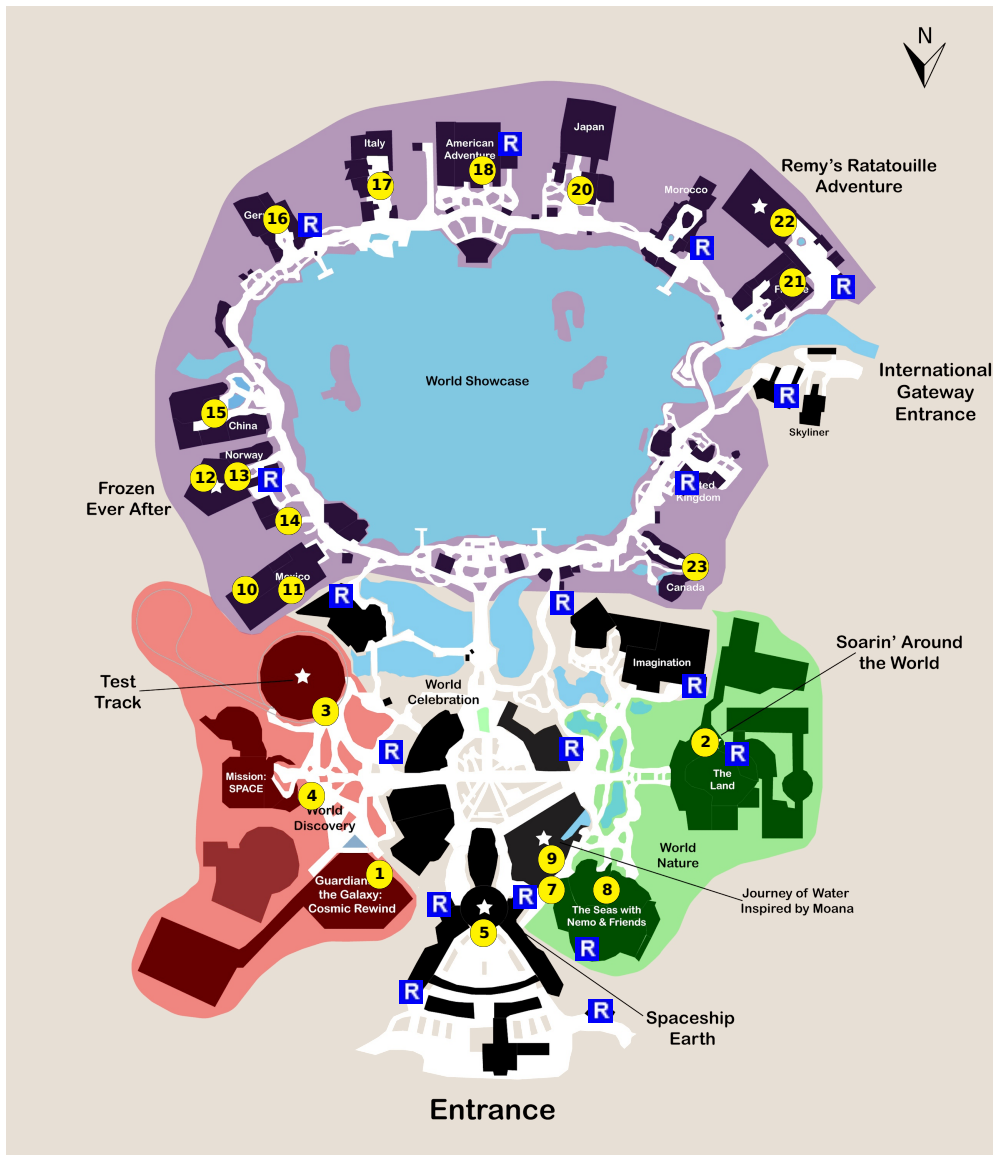 N
Japan
Italy
American
Adventure
R
18
17
20
Remy's Ratatouille
Adventure
Morocco
16
R
22
R
21
R
International
Gateway
Entrance
World Showcase
R
Skyliner
15
China
Norway
12
13
R
R
Kingdom
Frozen
Ever After
14
23
Canada
Mexico
10
11
R
R
Imagination
R
Soarin' Around
the World
Test
Track
World
Celebration
3
2
R
R
R
Mission:
SPACE
The
Land
4
World
Discovery
World
Nature
9
1
Guardians of
the Galaxy:
Cosmic Rewind
7
8
R
R
5
The Seas with
Nemo & Friends
R
Journey of Water
Inspired by Moana
R
R
Spaceship
Earth
Entrance